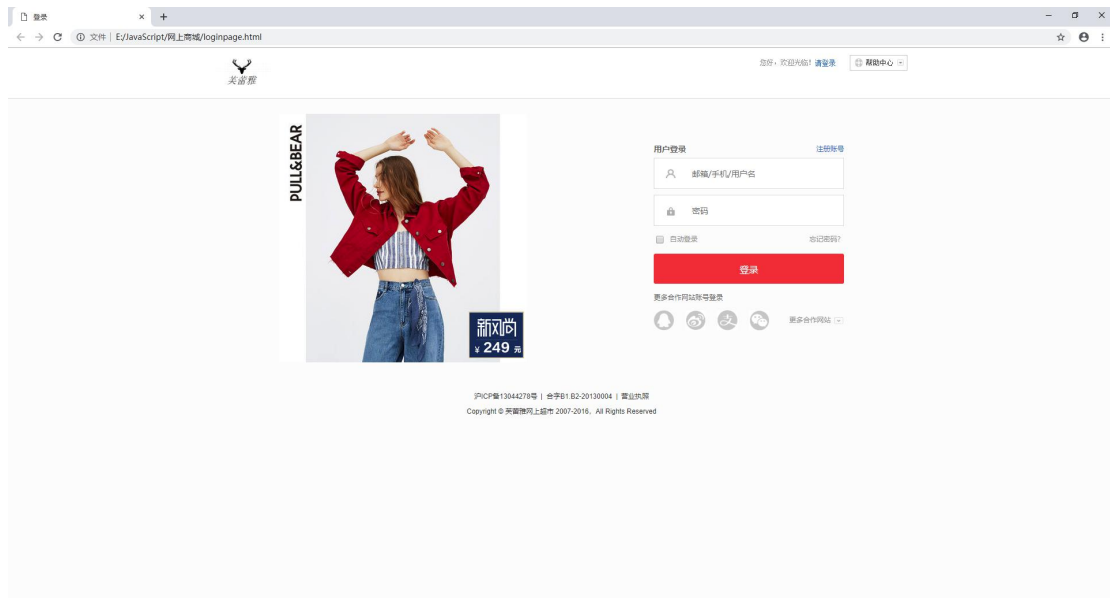 登录
文件 | E:/JavaScript/网上商城/loginpage.html
芙蕾雅
您好，欢迎光临！请登录
帮助中心
PULL&BEAR
新风尚
¥ 249 元
用户登录 注册账号
邮箱/手机/用户名
密码
自动登录 忘记密码?
登录
更多合作网站账号登录
更多合作网站
沪ICP备13044278号 | 合字B1.B2-20130004 | 营业执照
Copyright © 芙蕾雅网上超市 2007-2016，All Rights Reserved